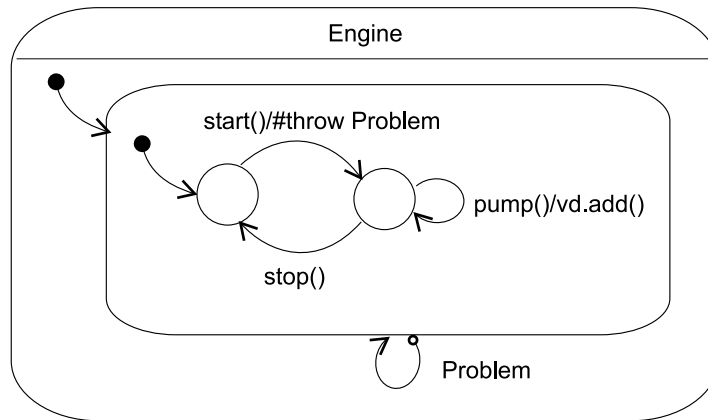 Engine
start()/#throw Problem
pump()/vd.add()
stop()
Problem